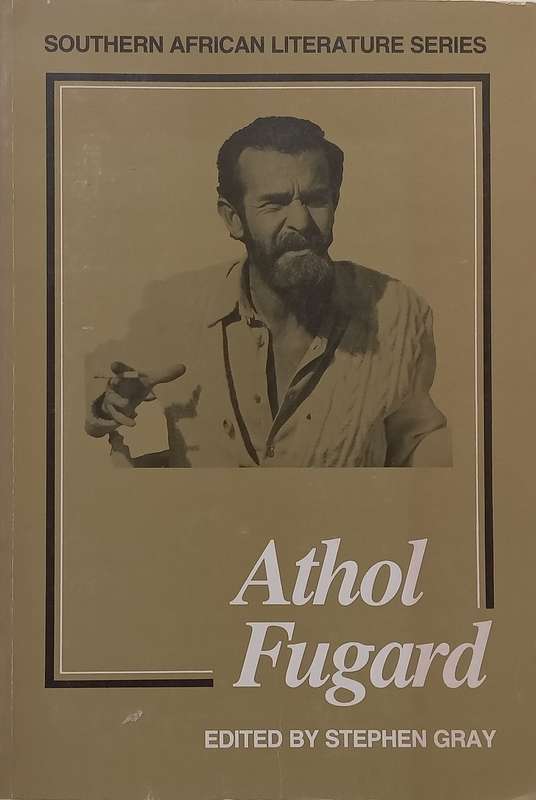 SOUTHERN AFRICAN LITERATURE SERIES
Athol
Fugard
EDITED BY STEPHEN GRAY